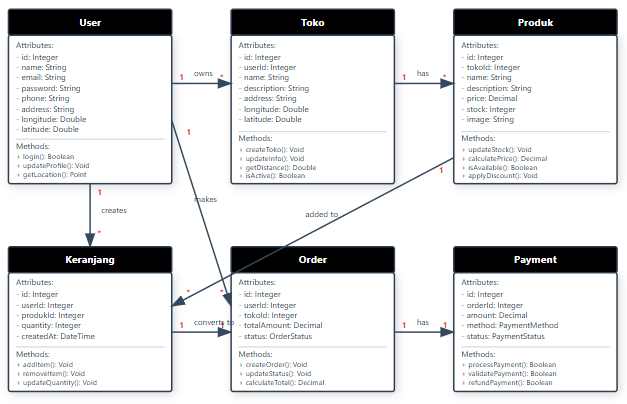 User
Attributes:
- id: Integer
- name: String
- email: String
- password: String
- phone: String
- address: String
- longitude: Double
- latitude: Double
Methods:
+ login(): Boolean
+ updateProfile(): Void
+ getLocation(): Point
1 owns *
Toko
Attributes:
- id: Integer
- userId: Integer
- name: String
- description: String
- address: String
- longitude: Double
- latitude: Double
Methods:
+ createToko(): Void
+ updateInfo(): Void
+ getDistance(): Double
+ isActive(): Boolean
1 has *
Produk
Attributes:
- id: Integer
- tokoId: Integer
- name: String
- description: String
- price: Decimal
- stock: Integer
- image: String
Methods:
+ updateStock(): Void
+ calculatePrice(): Decimal
+ isAvailable(): Boolean
+ applyDiscount(): Void
1
creates
*
1
makes
*
1
added to
*
Keranjang
Attributes:
- id: Integer
- userId: Integer
- produkId: Integer
- quantity: Integer
- createdAt: DateTime
Methods:
+ addItem(): Void
+ removeItem(): Void
+ updateQuantity(): Void
1 converts to 1
Order
Attributes:
- id: Integer
- userId: Integer
- tokoId: Integer
- totalAmount: Decimal
- status: OrderStatus
Methods:
+ createOrder(): Void
+ updateStatus(): Void
+ calculateTotal(): Decimal
1 has 1
Payment
Attributes:
- id: Integer
- orderId: Integer
- amount: Decimal
- method: PaymentMethod
- status: PaymentStatus
Methods:
+ processPayment(): Boolean
+ validatePayment(): Boolean
+ refundPayment(): Boolean